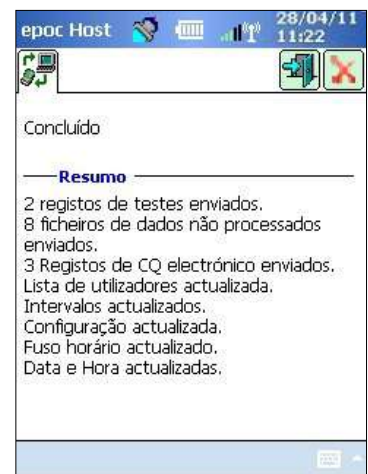 epoc Host
28/04/11
11:22
Concluído
Resumo
2 registos de testes enviados.
8 ficheiros de dados não processados
enviados.
3 Registos de CQ electrónico enviados.
Lista de utilizadores actualizada.
Intervalos actualizados.
Configuração actualizada.
Fuso horário actualizado.
Data e Hora actualizadas.